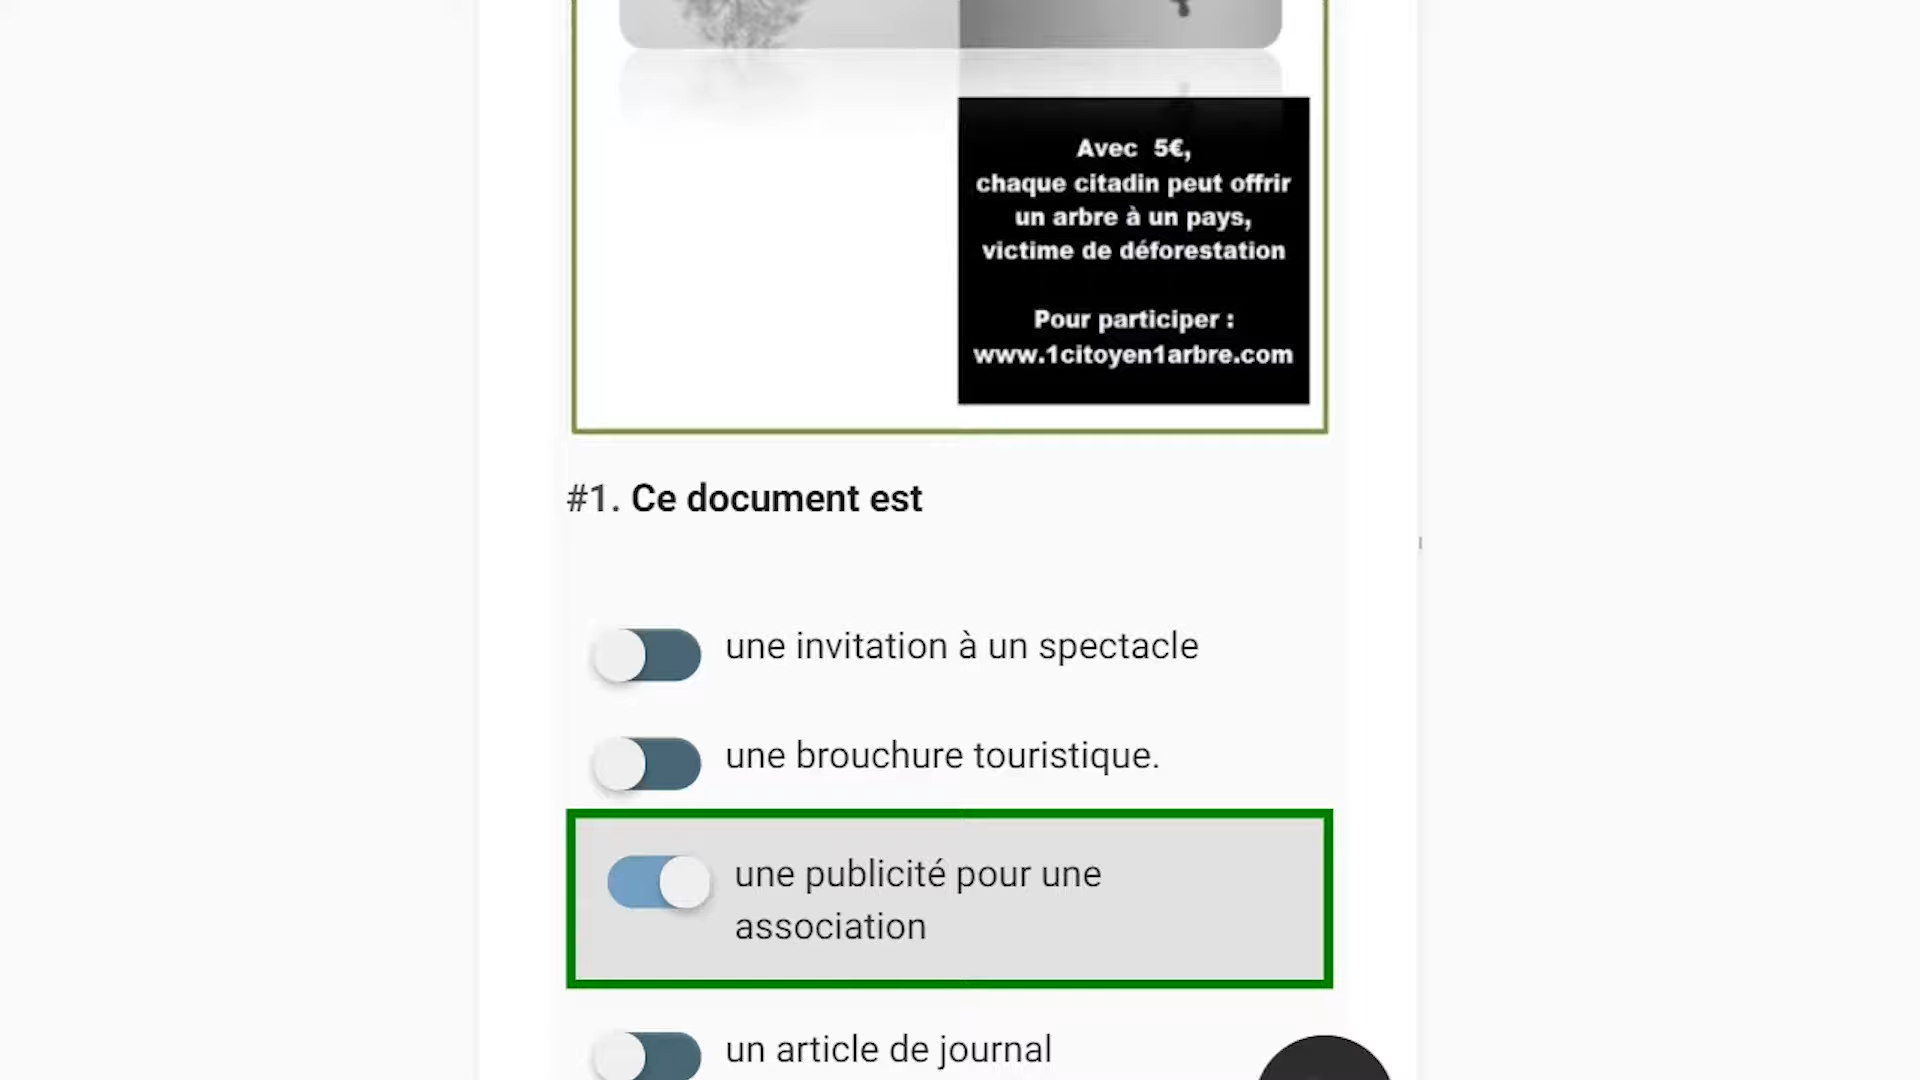 Avec 5€,
chaque citadin peut offrir
un arbre à un pays,
victime de déforestation
Pour participer :
www.1citoyen1arbre.com
#1. Ce document est
une invitation à un spectacle
une brouchure touristique.
une publicité pour une
association
un article de journal